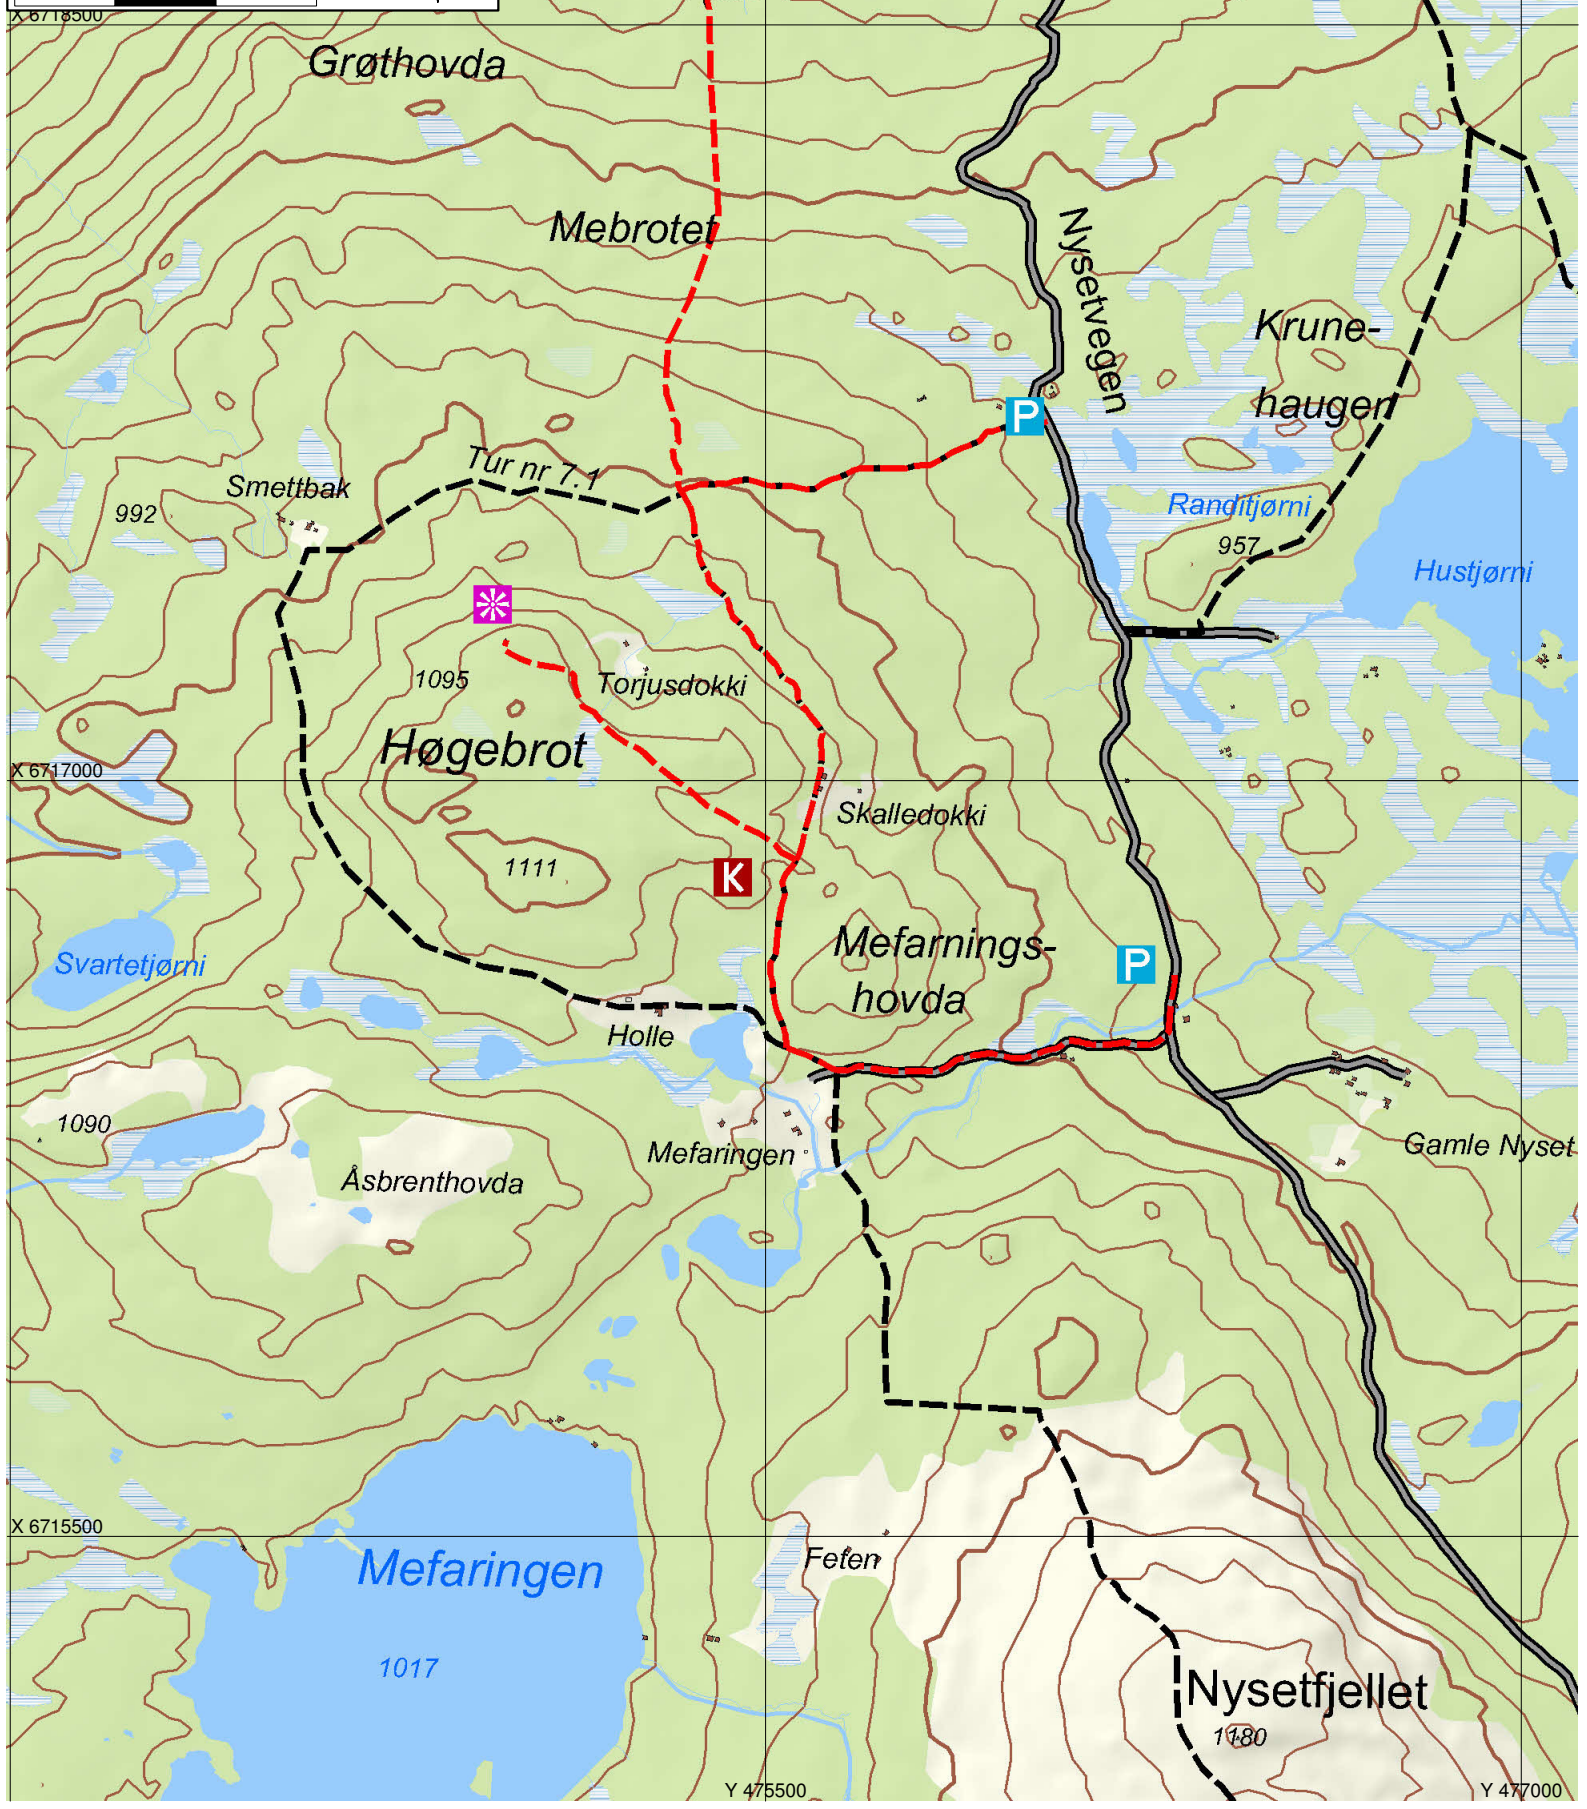 X 6718500
Grøthovda
Mebrotet
Nysetvegen
Krune-
haugen
P
Tur nr 7.1
Smettbak
992
Randitjørni
957
Hustjørni
1095
Torjusdokki
Høgebrot
X 6717000
Skalledokki
1111
K
Mefarnings-
hovda
P
Svartetjørni
Holle
1090
Mefaringen
Gamle Nyset
Åsbrenthovda
X 6715500
Feten
Mefaringen
1017
Nysetfjellet
1180
Y 475500
Y 477000